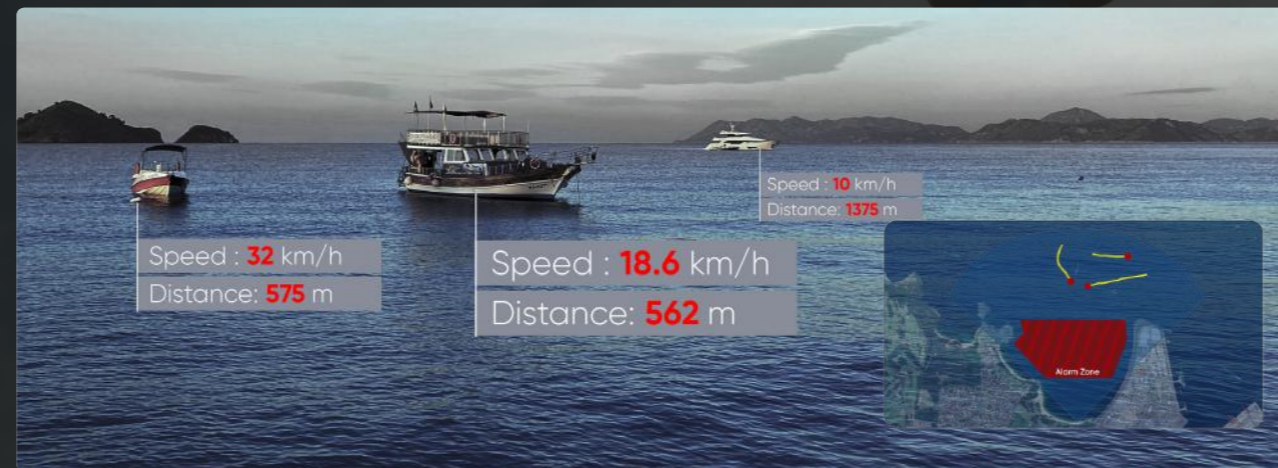 Speed : 10 km/h
Distance: 1375 m
Speed : 32 km/h
Distance: 575 m
Speed : 18.6 km/h
Distance: 562 m
Alarm Zone